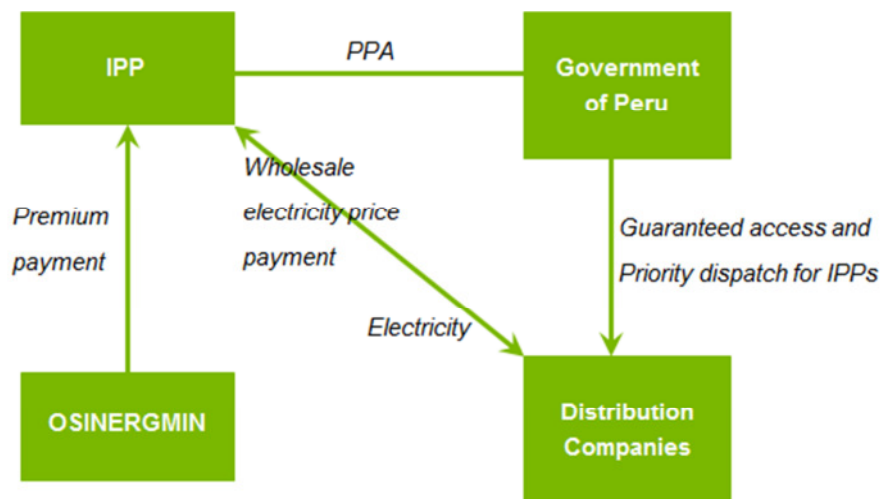 IPP
PPA
Government
of Peru
Wholesale
electricity price
payment
Premium
payment
Guaranteed access and
Priority dispatch for IPPs
Electricity
OSINERGMIN
Distribution
Companies